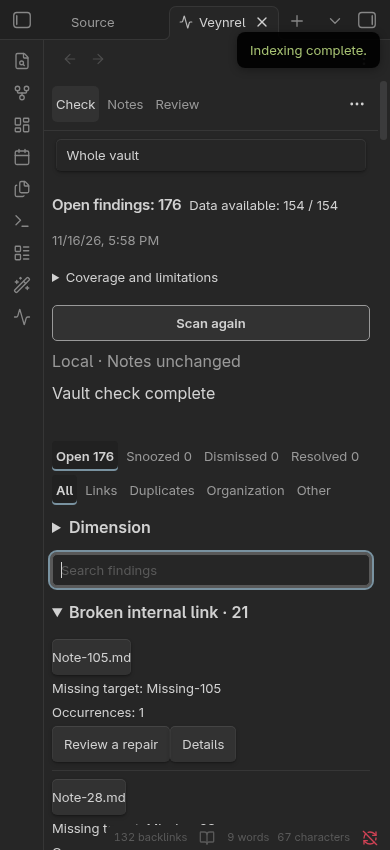 Source
Veynrel
Indexing complete.
Check Notes Review
Whole vault
Open findings: 176 Data available: 154 / 154
11/16/26, 5:58 PM
Coverage and limitations
Scan again
Local · Notes unchanged
Vault check complete
Open 176 Snoozed 0 Dismissed 0 Resolved 0
All Links Duplicates Organization Other
Dimension
Search findings
Broken internal link · 21
Note-105.md
Missing target: Missing-105
Occurrences: 1
Review a repair Details
Note-28.md
132 backlinks 9 words 67 characters